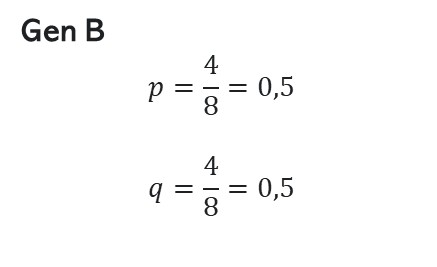 Gen B
p = 4/8 = 0,5
q = 4/8 = 0,5